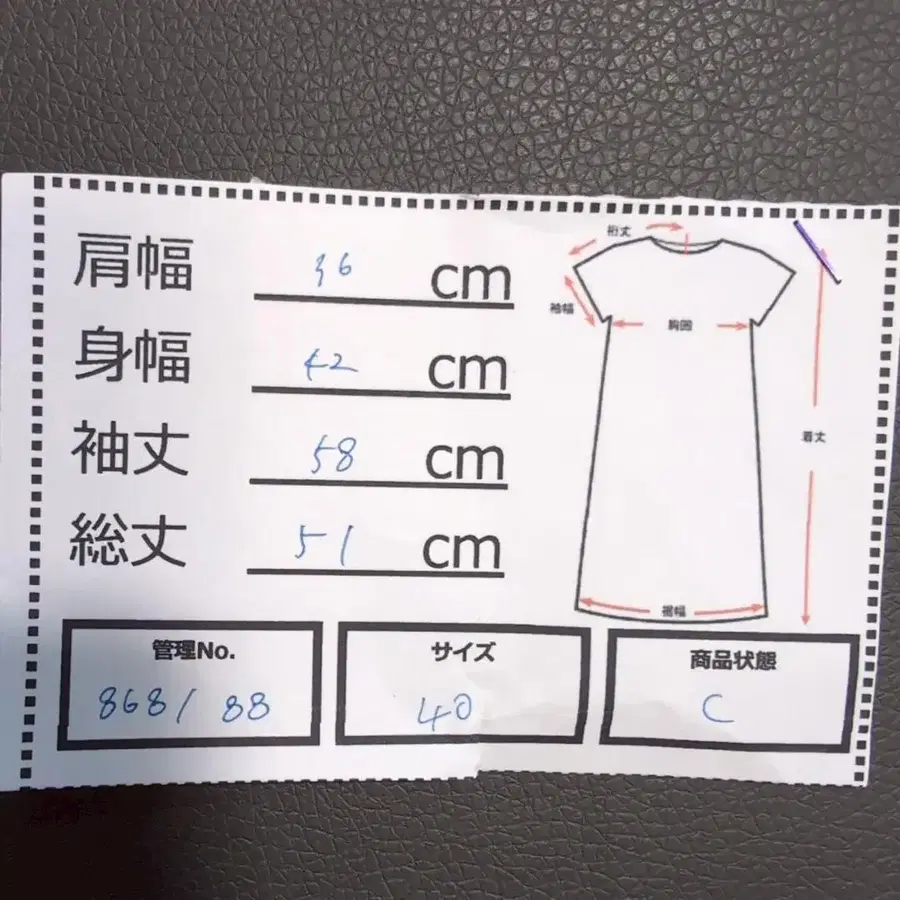 肩幅 36 cm
身幅 42 cm
袖丈 58 cm
総丈 51 cm
裄丈
袖幅
胸囲
着丈
裾幅
管理No.
868/ 88
サイズ
40
商品状態
C